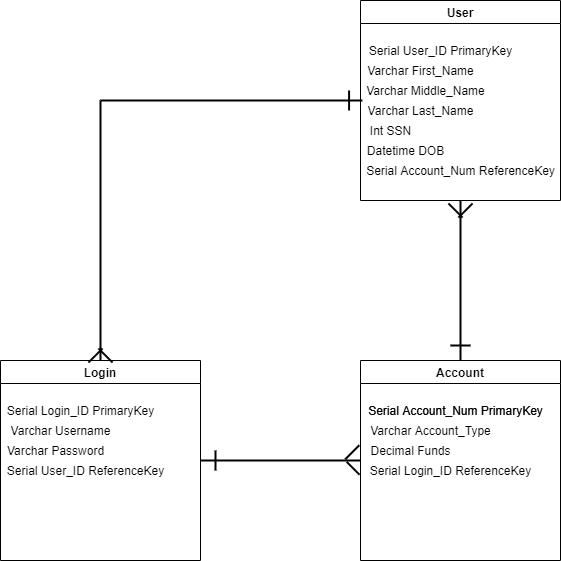 User
Serial User_ID PrimaryKey
Varchar First_Name
Varchar Middle_Name
Varchar Last_Name
Int SSN
Datetime DOB
Serial Account_Num ReferenceKey
Login
Serial Login_ID PrimaryKey
Varchar Username
Varchar Password
Serial User_ID ReferenceKey
Account
Serial Account_Num PrimaryKey
Varchar Account_Type
Decimal Funds
Serial Login_ID ReferenceKey